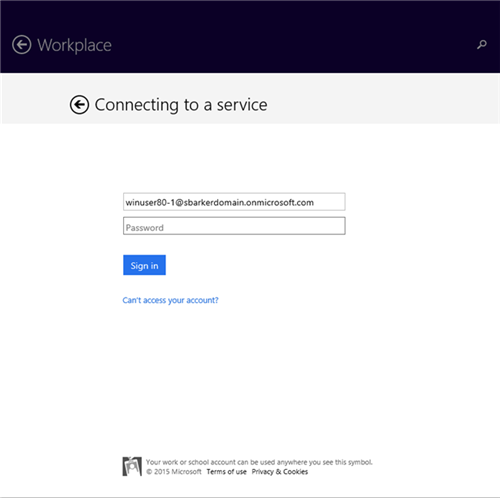 Workplace
Connecting to a service
winuser80-1@sbarkerdomain.onmicrosoft.com
Password
Sign in
Can't access your account?
Your work or school account can be used anywhere you see this symbol.
© 2015 Microsoft Terms of use Privacy & Cookies